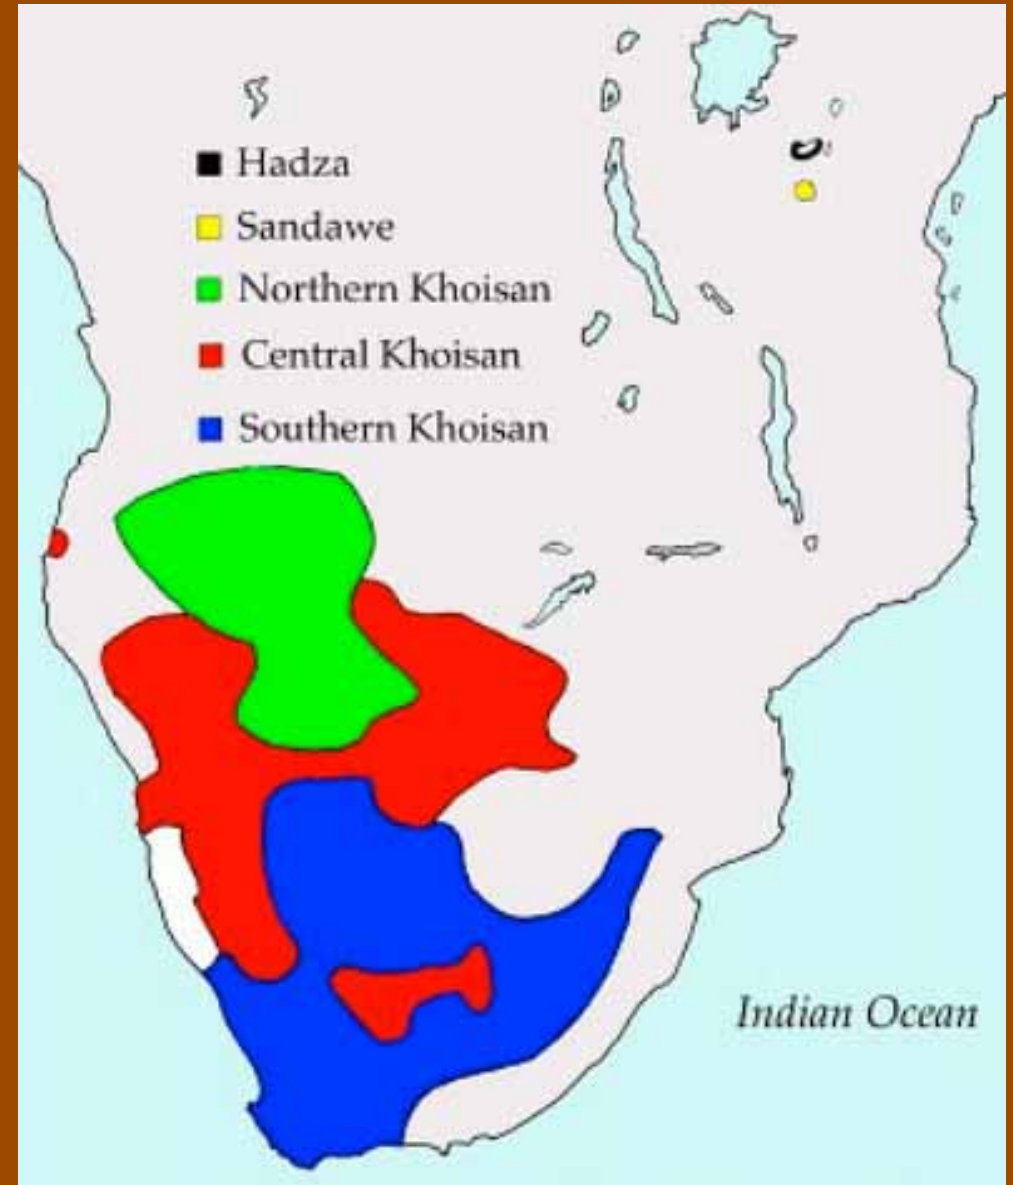 Hadza
Sandawe
Northern Khoisan
Central Khoisan
Southern Khoisan
Indian Ocean